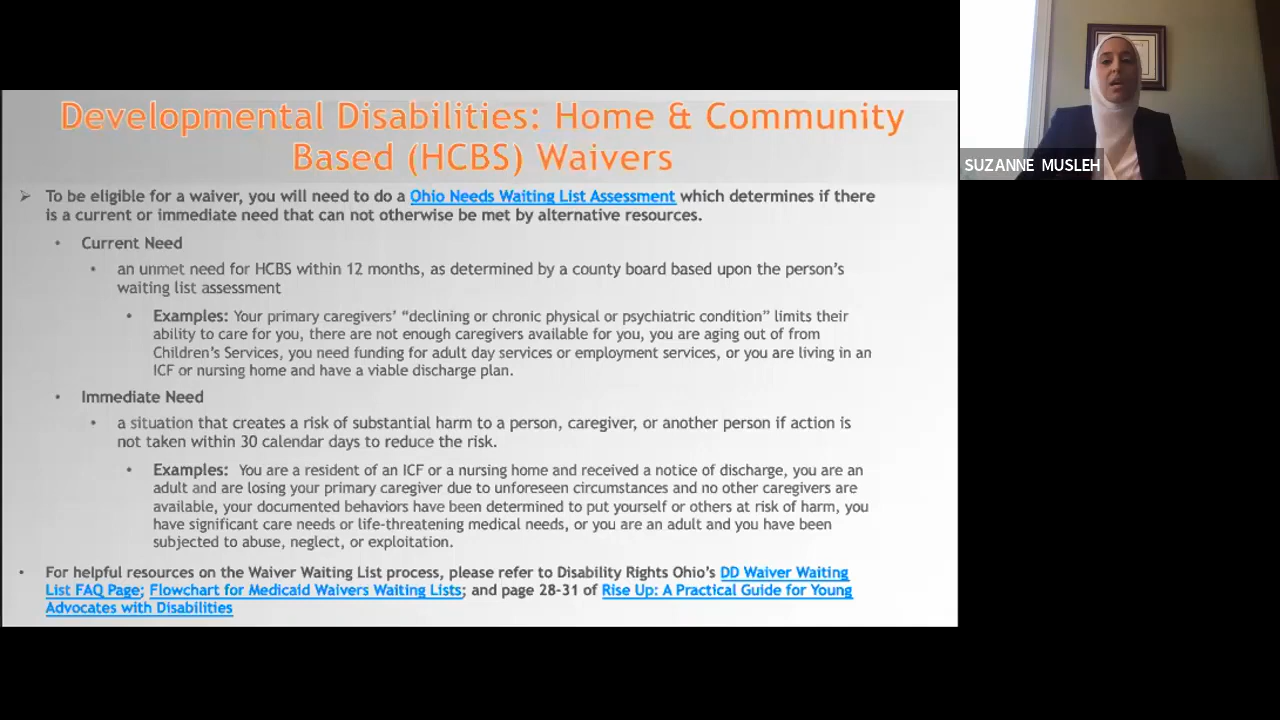 Developmental Disabilities: Home & Community
Based (HCBS) Waivers
To be eligible for a waiver, you will need to do a Ohio Needs Waiting List Assessment which determines if there
is a current or immediate need that can not otherwise be met by alternative resources.
Current Need
an unmet need for HCBS within 12 months, as determined by a county board based upon the person's
waiting list assessment
Examples: Your primary caregivers' “declining or chronic physical or psychiatric condition” limits their
ability to care for you, there are not enough caregivers available for you, you are aging out of from
Children's Services, you need funding for adult day services or employment services, or you are living in an
ICF or nursing home and have a viable discharge plan.
Immediate Need
a situation that creates a risk of substantial harm to a person, caregiver, or another person if action is
not taken within 30 calendar days to reduce the risk.
Examples: You are a resident of an ICF or a nursing home and received a notice of discharge, you are an
adult and are losing your primary caregiver due to unforeseen circumstances and no other caregivers are
available, your documented behaviors have been determined to put yourself or others at risk of harm, you
have significant care needs or life-threatening medical needs, or you are an adult and you have been
subjected to abuse, neglect, or exploitation.
For helpful resources on the Waiver Waiting List process, please refer to Disability Rights Ohio's DD Waiver Waiting
List FAQ Page; Flowchart for Medicaid Waivers Waiting Lists; and page 28-31 of Rise Up: A Practical Guide for Young
Advocates with Disabilities
SUZANNE MUSLEH